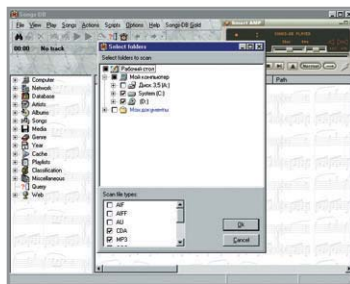 Songs-DB
File View Play Songs Actions Scripts Options Help Songs-DB Gold
00:00 No track
Path
Computer
Network
Database
Artists
Albums
Songs
Media
Genre
Year
Cache
Playlists
Classification
Miscellaneous
Query
Web
Select folders
Select folders to scan:
Рабочий стол
Мой компьютер
Диск 3,5 (A:)
System (C:)
(D:)
Мои документы
Scan file types:
AIF
AIFF
AU
CDA
MP3
Ok
Cancel